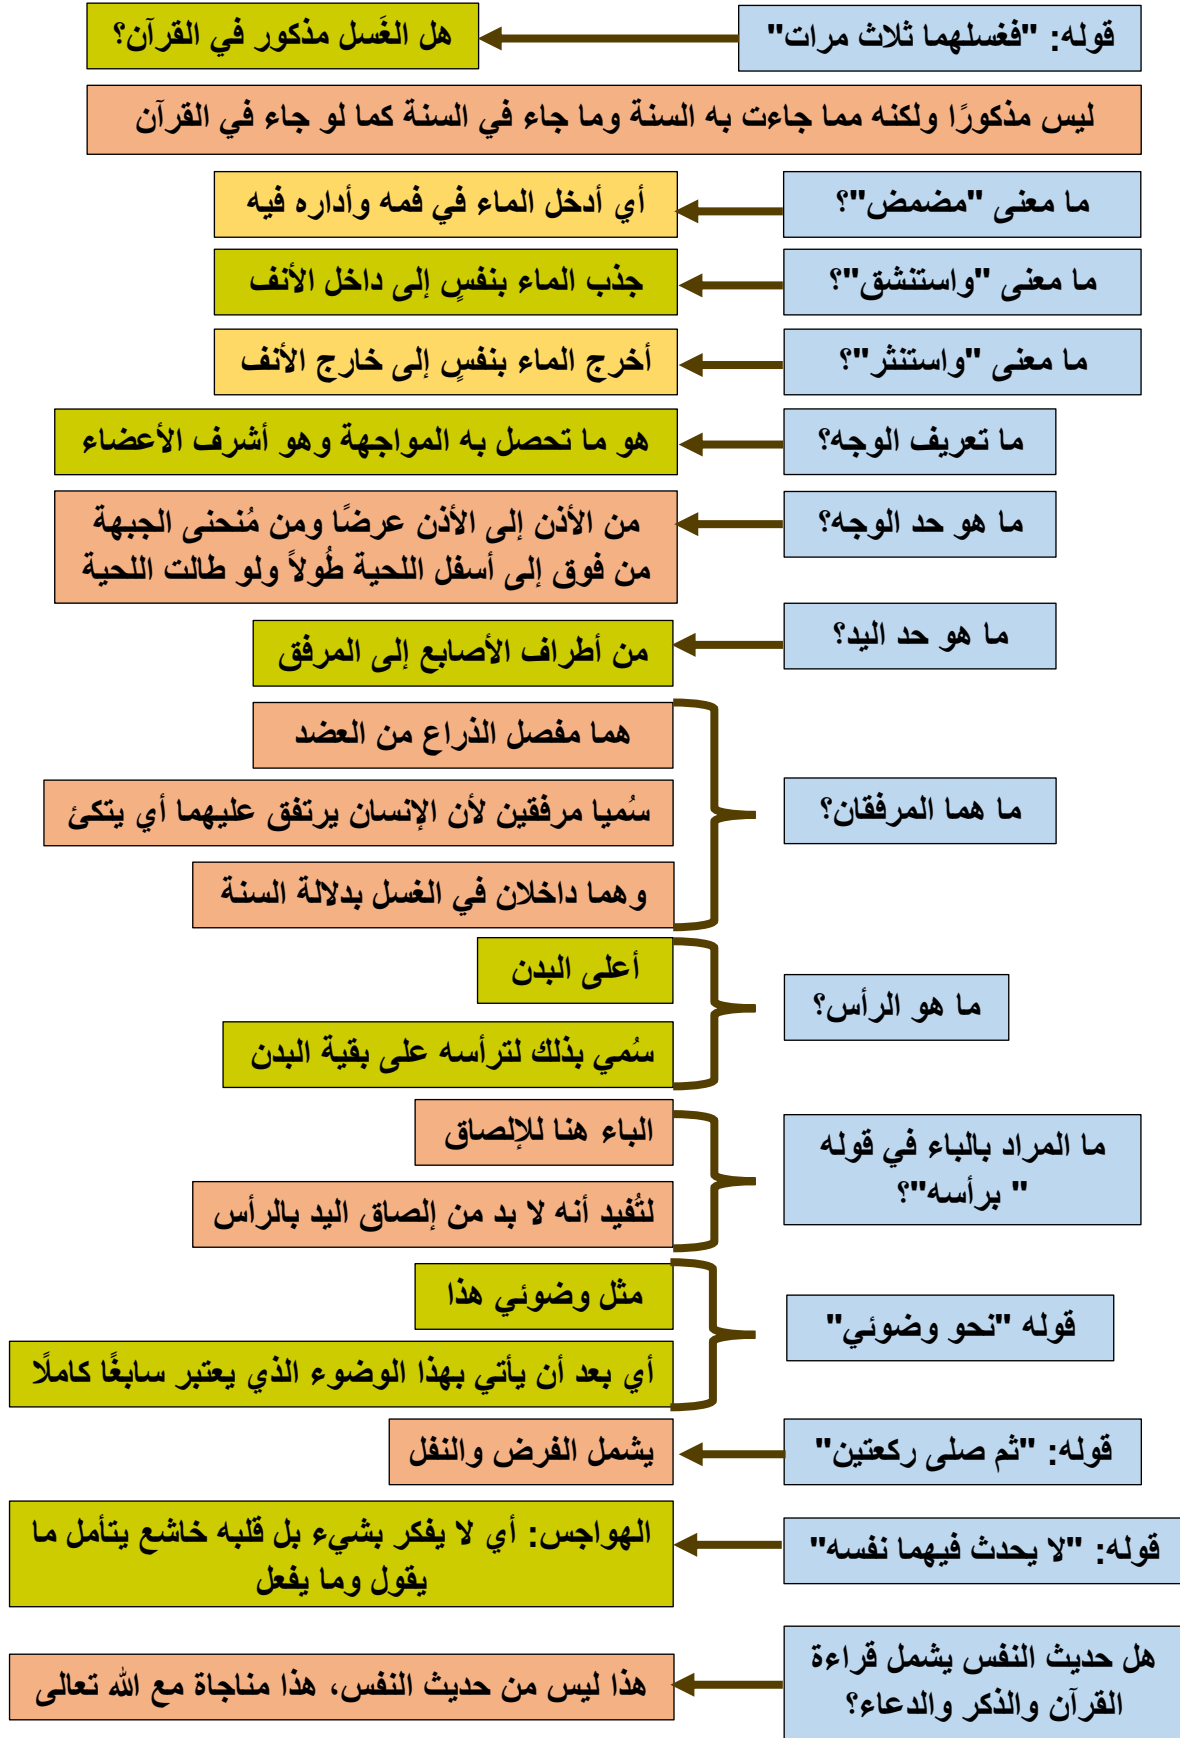 قوله: "فغسلهما ثلاث مرات"
هل الغَسل مذكور في القرآن؟
ليس مذكورًا ولكنه مما جاءت به السنة وما جاء في السنة كما لو جاء في القرآن
ما معنى "مضمض"؟
أي أدخل الماء في فمه وأداره فيه
ما معنى "واستنشق"؟
جذب الماء بنفسٍ إلى داخل الأنف
ما معنى "واستنثر"؟
أخرج الماء بنفسٍ إلى خارج الأنف
ما تعريف الوجه؟
هو ما تحصل به المواجهة وهو أشرف الأعضاء
ما هو حد الوجه؟
من الأذن إلى الأذن عرضًا ومن مُنحنى الجبهة
من فوق إلى أسفل اللحية طُولاً ولو طالت اللحية
ما هو حد اليد؟
من أطراف الأصابع إلى المرفق
ما هما المرفقان؟
هما مفصل الذراع من العضد
سُميا مرفقين لأن الإنسان يرتفق عليهما أي يتكئ
وهما داخلان في الغسل بدلالة السنة
ما هو الرأس؟
أعلى البدن
سُمي بذلك لترأسه على بقية البدن
ما المراد بالباء في قوله
" برأسه"؟
الباء هنا للإلصاق
لتُفيد أنه لا بد من إلصاق اليد بالرأس
قوله "نحو وضوئي"
مثل وضوئي هذا
أي بعد أن يأتي بهذا الوضوء الذي يعتبر سابغًا كاملًا
قوله: "ثم صلى ركعتين"
يشمل الفرض والنفل
قوله: "لا يحدث فيهما نفسه"
الهواجس: أي لا يفكر بشيء بل قلبه خاشع يتأمل ما
يقول وما يفعل
هل حديث النفس يشمل قراءة
القرآن والذكر والدعاء؟
هذا ليس من حديث النفس، هذا مناجاة مع الله تعالى